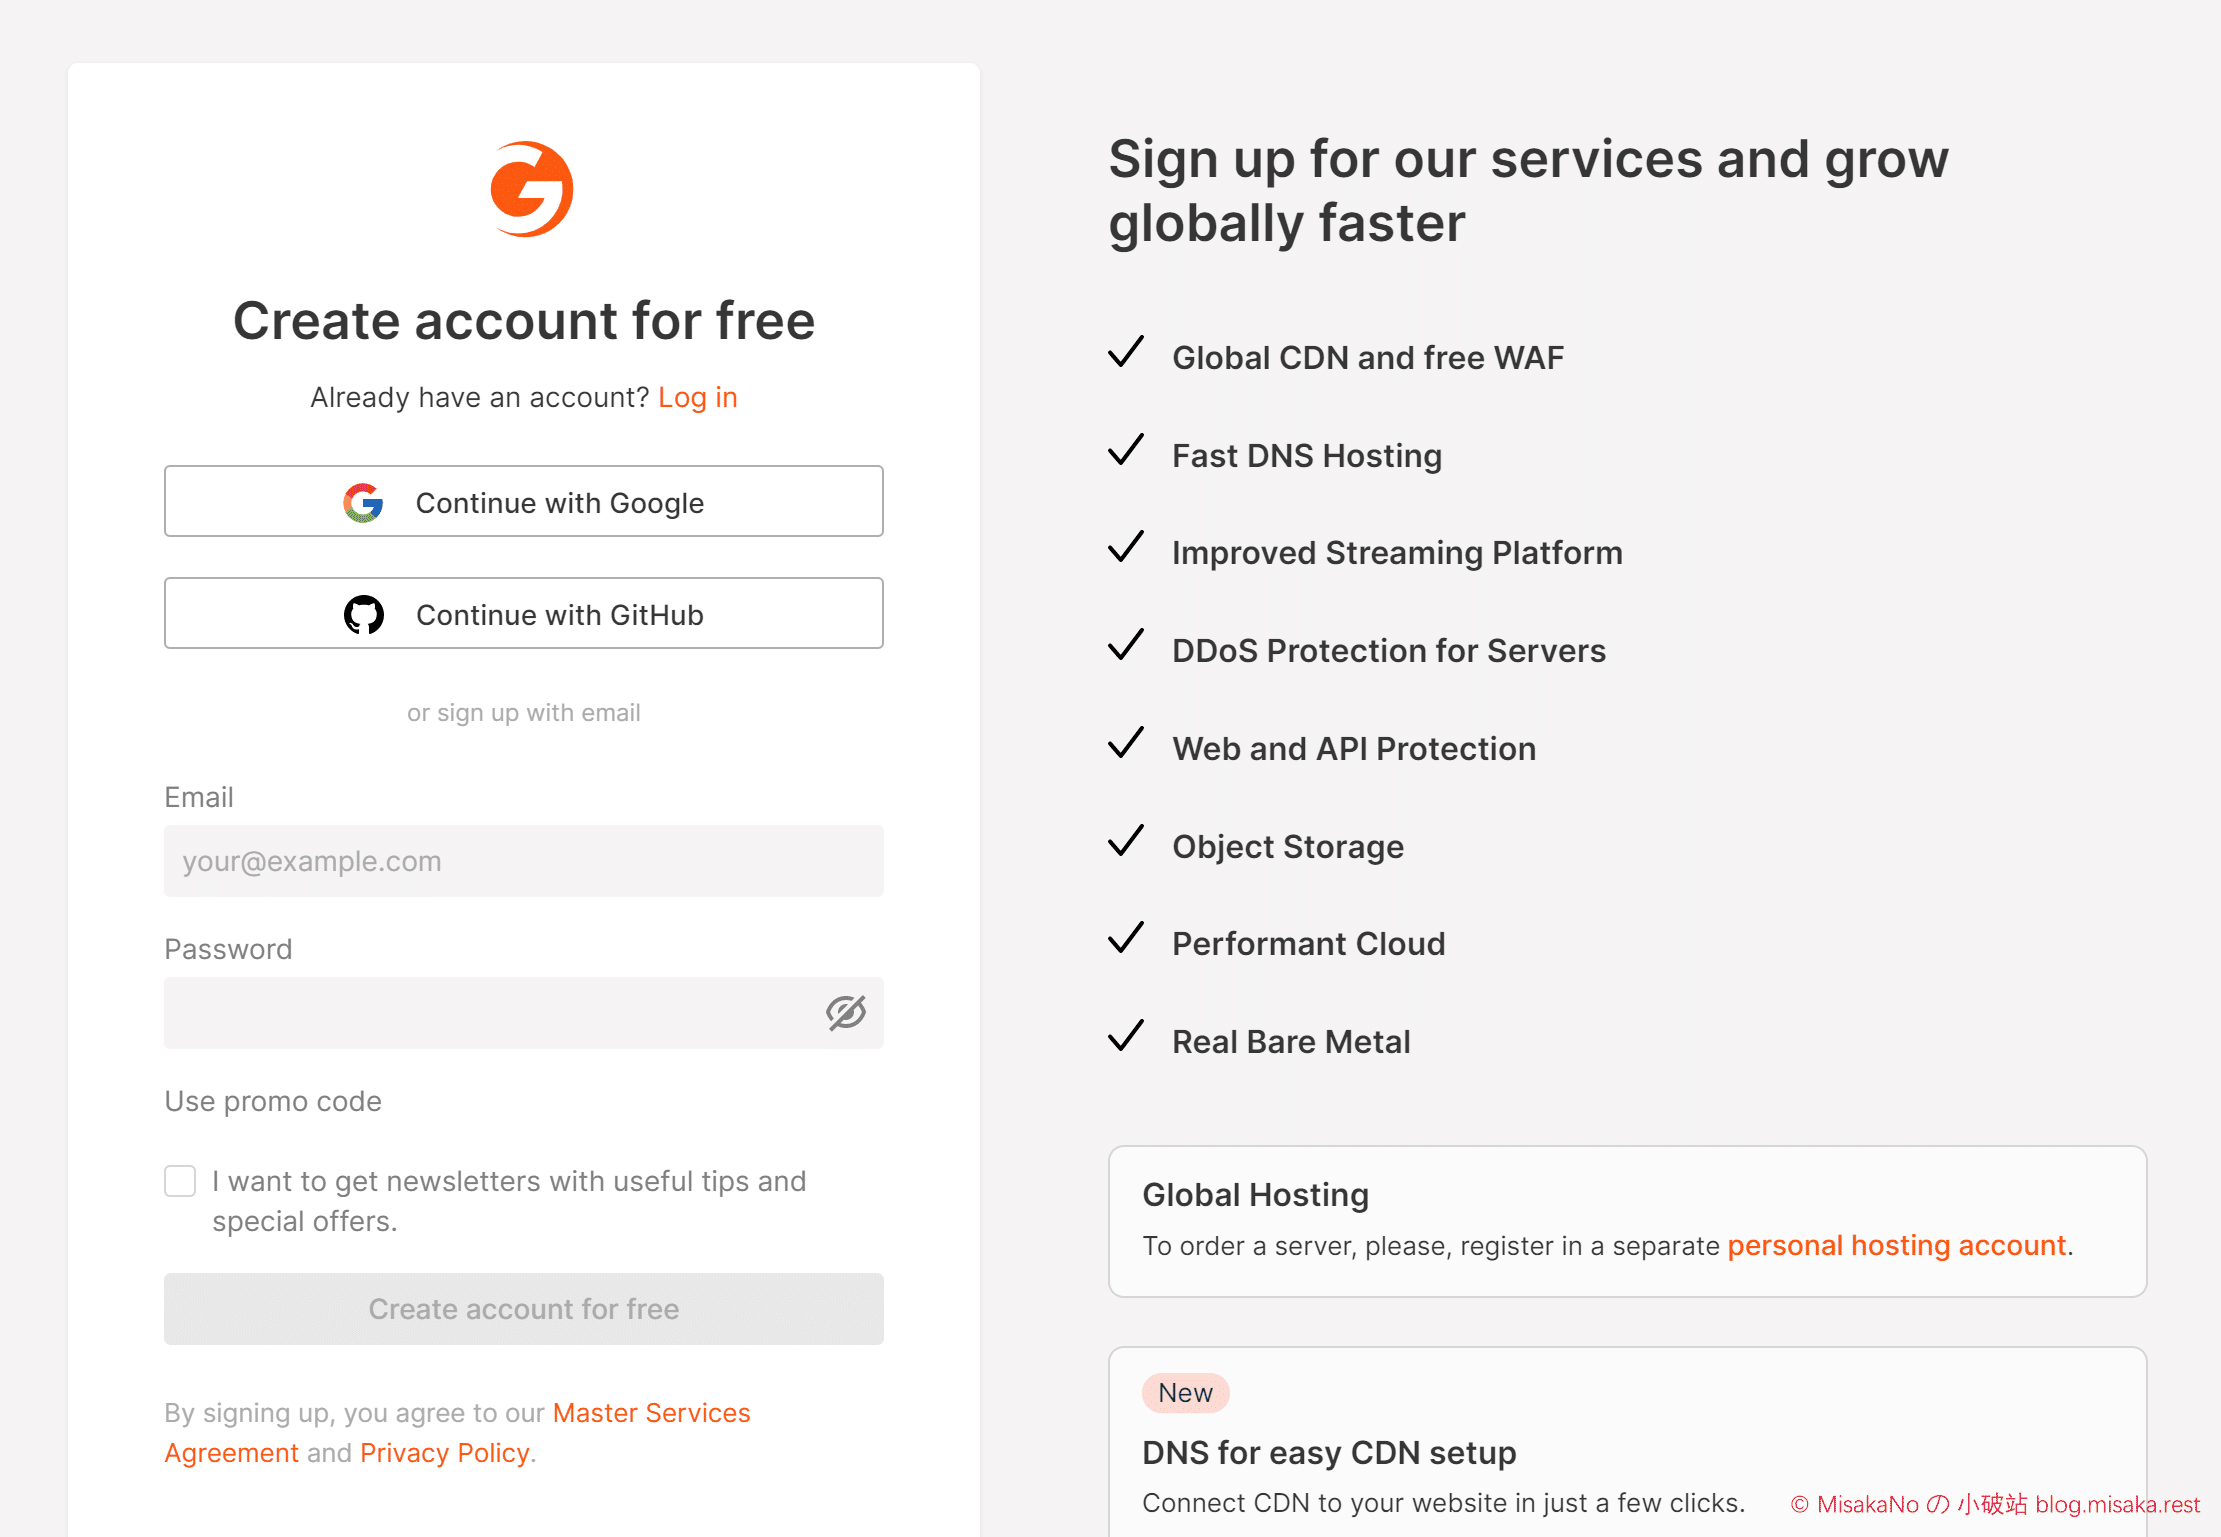 Create account for free
Already have an account? Log in
Continue with Google
Continue with GitHub
or sign up with email
Email
your@example.com
Password
Use promo code
I want to get newsletters with useful tips and
special offers.
Create account for free
By signing up, you agree to our Master Services
Agreement and Privacy Policy.
Sign up for our services and grow
globally faster
Global CDN and free WAF
Fast DNS Hosting
Improved Streaming Platform
DDoS Protection for Servers
Web and API Protection
Object Storage
Performant Cloud
Real Bare Metal
Global Hosting
To order a server, please, register in a separate personal hosting account.
New
DNS for easy CDN setup
Connect CDN to your website in just a few clicks.
© MisakaNo の 小破站 blog.misaka.rest